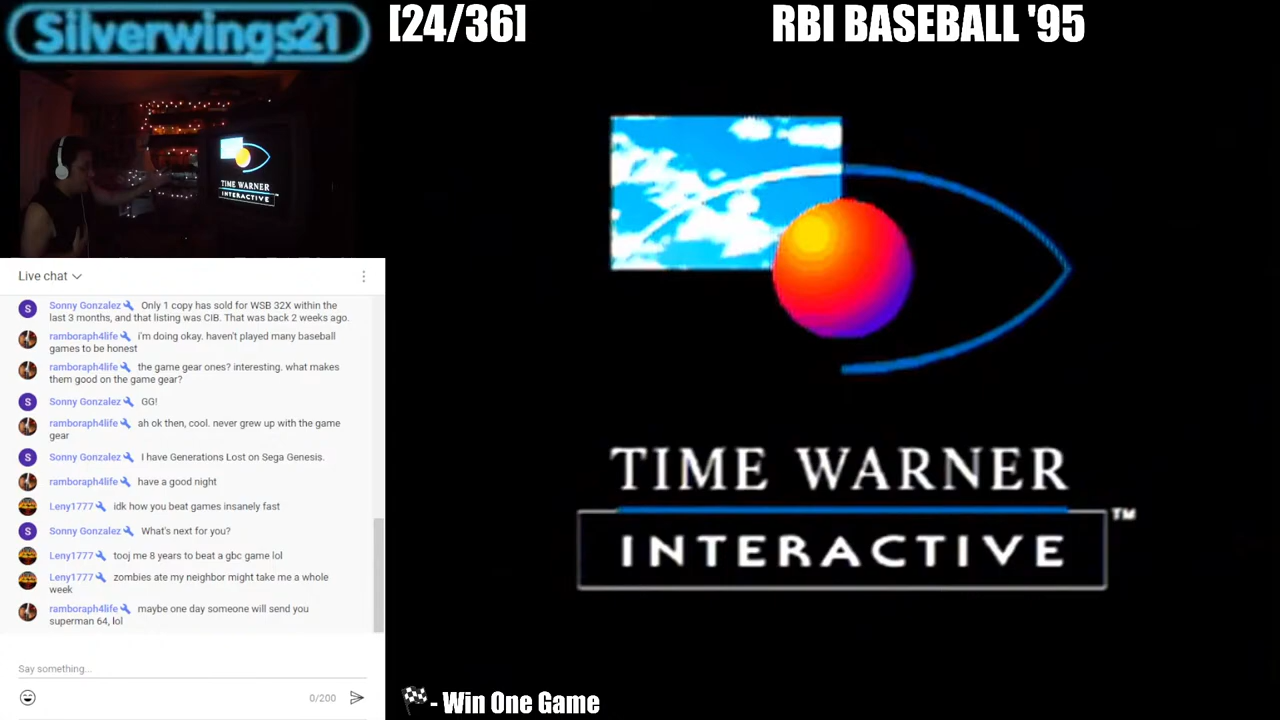 Silverwings21
[24/36]
RBI BASEBALL '95
TIME WARNER
INTERACTIVE
Live chat
Sonny Gonzalez Only 1 copy has sold for WSB 32X within the
last 3 months, and that listing was CIB. That was back 2 weeks ago.
ramboraph4life i'm doing okay. haven't played many baseball
games to be honest
ramboraph4life the game gear ones? interesting. what makes
them good on the game gear?
S Sonny Gonzalez GG!
ramboraph4life ah ok then, cool. never grew up with the game
gear
S Sonny Gonzalez I have Generations Lost on Sega Genesis.
ramboraph4life have a good night
Leny1777 idk how you beat games insanely fast
S Sonny Gonzalez What's next for you?
Leny1777 tooj me 8 years to beat a gbc game lol
Leny1777 zombies ate my neighbor might take me a whole
week
ramboraph4life maybe one day someone will send you
superman 64, lol
Say something...
0/200
TIME WARNER
TM
INTERACTIVE
- Win One Game